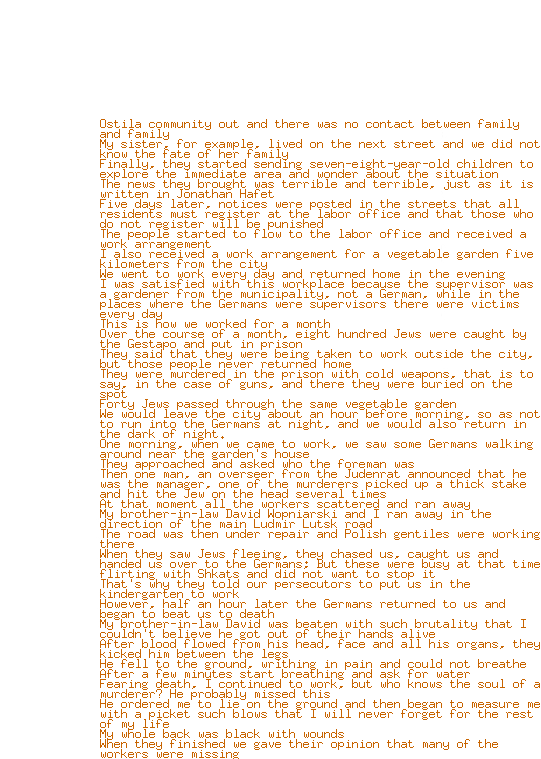 Ostila community out and there was no contact between family
and family
My sister, for example, lived on the next street and we did not
know the fate of her family
Finally, they started sending seven-eight-year-old children to
explore the immediate area and wonder about the situation
The news they brought was terrible and terrible, just as it is
written in Jonathan Hafet
Five days later, notices were posted in the streets that all
residents must register at the labor office and that those who
do not register will be punished
The people started to flow to the labor office and received a
work arrangement
I also received a work arrangement for a vegetable garden five
kilometers from the city
We went to work every day and returned home in the evening
I was satisfied with this workplace because the supervisor was
a gardener from the municipality, not a German, while in the
places where the Germans were supervisors there were victims
every day
This is how we worked for a month
Over the course of a month, eight hundred Jews were caught by
the Gestapo and put in prison
They said that they were being taken to work outside the city,
but those people never returned home
They were murdered in the prison with cold weapons, that is to
say, in the case of guns, and there they were buried on the
spot
Forty Jews passed through the same vegetable garden
We would leave the city about an hour before morning, so as not
to run into the Germans at night, and we would also return in
the dark of night.
One morning, when we came to work, we saw some Germans walking
around near the garden's house
They approached and asked who the foreman was
Then one man, an overseer from the Judenrat announced that he
was the manager, one of the murderers picked up a thick stake
and hit the Jew on the head several times
At that moment all the workers scattered and ran away
My brother-in-law David Wopniarski and I ran away in the
direction of the main Ludmir Lutsk road
The road was then under repair and Polish gentiles were working
there
When they saw Jews fleeing, they chased us, caught us and
handed us over to the Germans; But these were busy at that time
flirting with Shkats and did not want to stop it
That's why they told our persecutors to put us in the
kindergarten to work
However, half an hour later the Germans returned to us and
began to beat us to death
My brother-in-law David was beaten with such brutality that I
couldn't believe he got out of their hands alive
After blood flowed from his head, face and all his organs, they
kicked him between the legs
He fell to the ground, writhing in pain and could not breathe
After a few minutes start breathing and ask for water
Fearing death, I continued to work, but who knows the soul of a
murderer? He probably missed this
He ordered me to lie on the ground and then began to measure me
with a picket such blows that I will never forget for the rest
of my life
My whole back was black with wounds
When they finished we gave their opinion that many of the
workers were missing